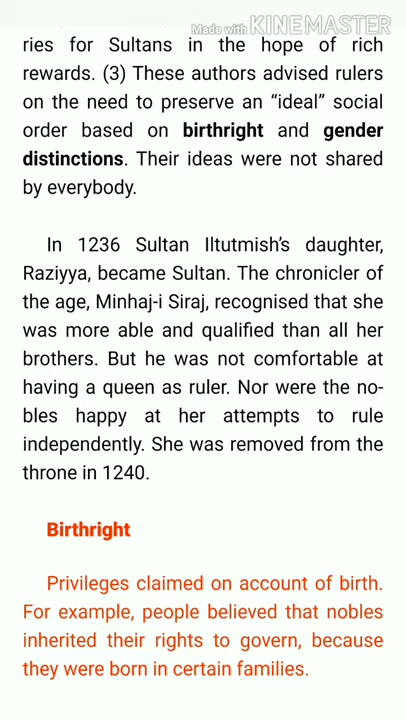 Made with KINEMASTER
ries for Sultans in the hope of rich
rewards. (3) These authors advised rulers
on the need to preserve an “ideal” social
order based on birthright and gender
distinctions. Their ideas were not shared
by everybody.
In 1236 Sultan Iltutmish’s daughter,
Raziyya, became Sultan. The chronicler of
the age, Minhaj-i Siraj, recognised that she
was more able and qualified than all her
brothers. But he was not comfortable at
having a queen as ruler. Nor were the no-
bles happy at her attempts to rule
independently. She was removed from the
throne in 1240.
Birthright
Privileges claimed on account of birth.
For example, people believed that nobles
inherited their rights to govern, because
they were born in certain families.